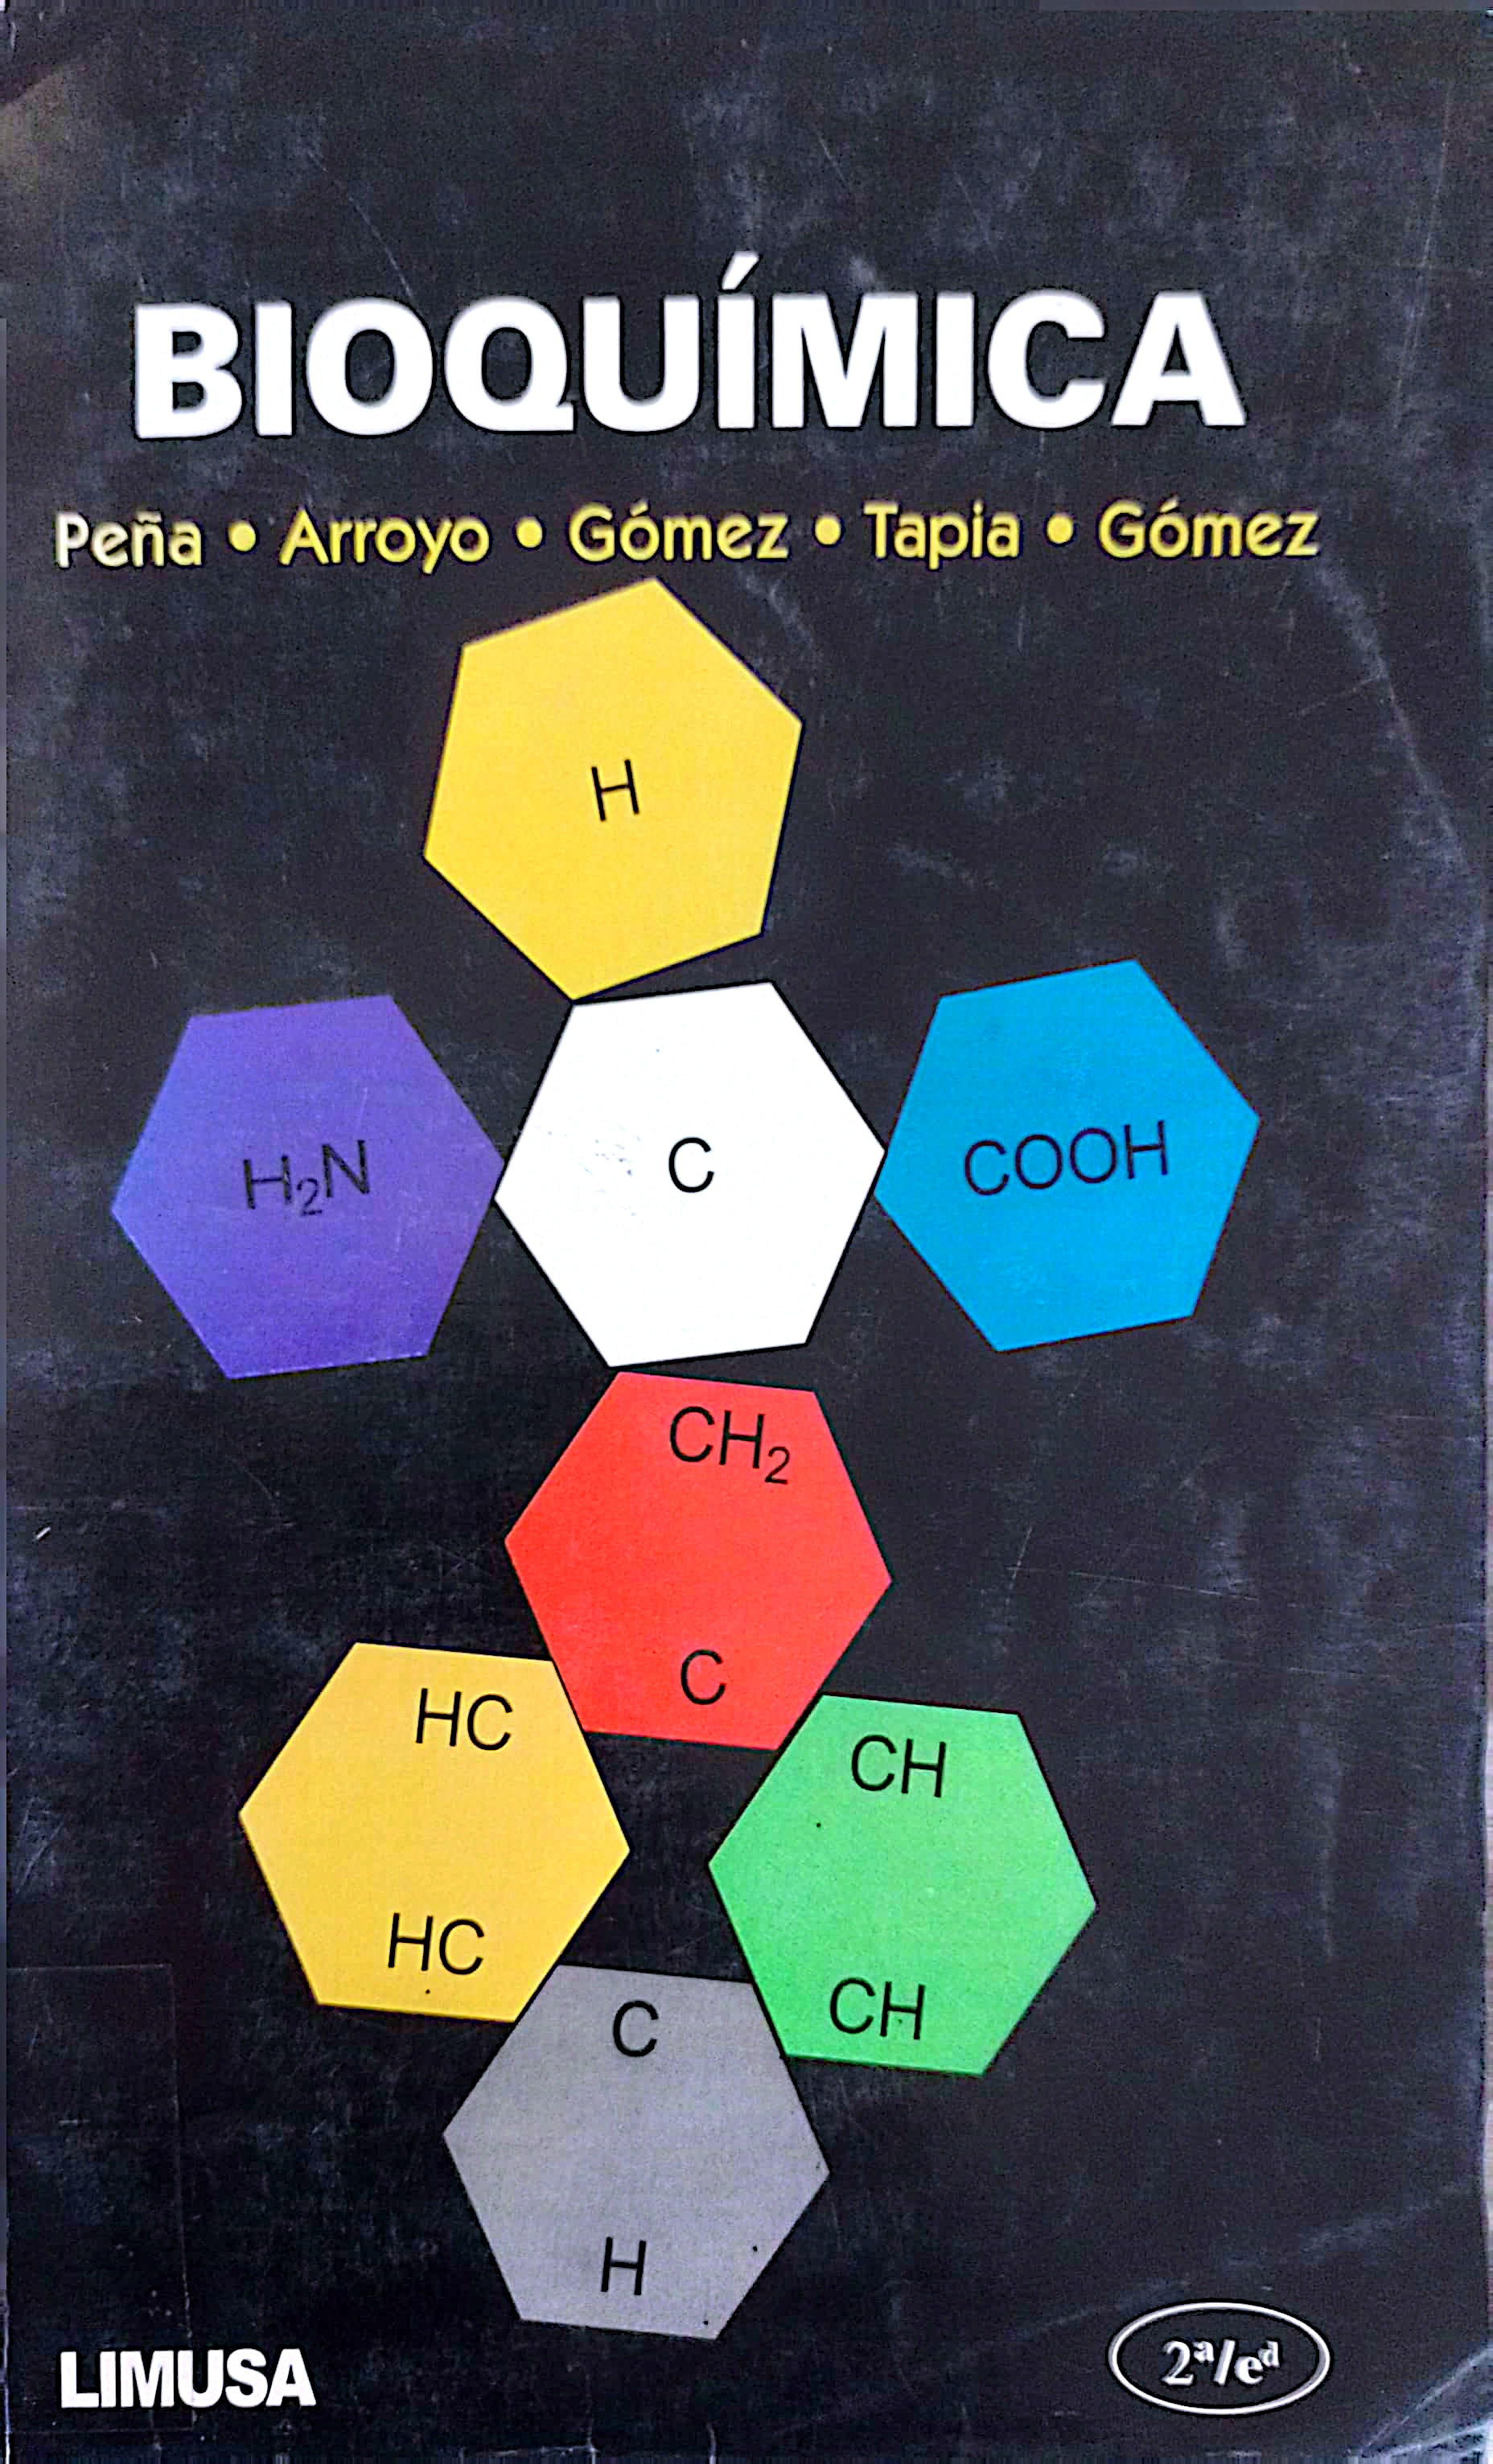 BIOQUÍMICA
Peña • Arroyo • Gómez • Tapia • Gómez
H
H₂N C COOH
CH₂
C
HC CH
HC CH
C
H
LIMUSA 2ª/eᵈ